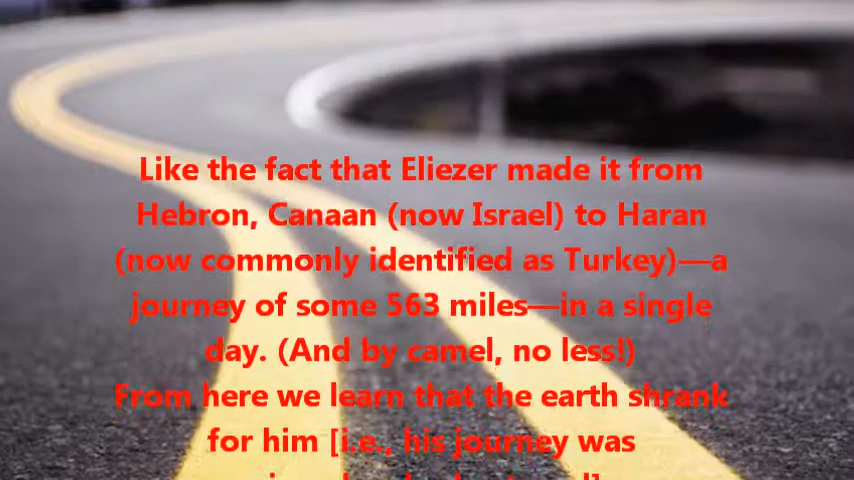 Like the fact that Eliezer made it from
Hebron, Canaan (now Israel) to Haran
(now commonly identified as Turkey)—a
journey of some 563 miles—in a single
day. (And by camel, no less!)
From here we learn that the earth shrank
for him [i.e., his journey was